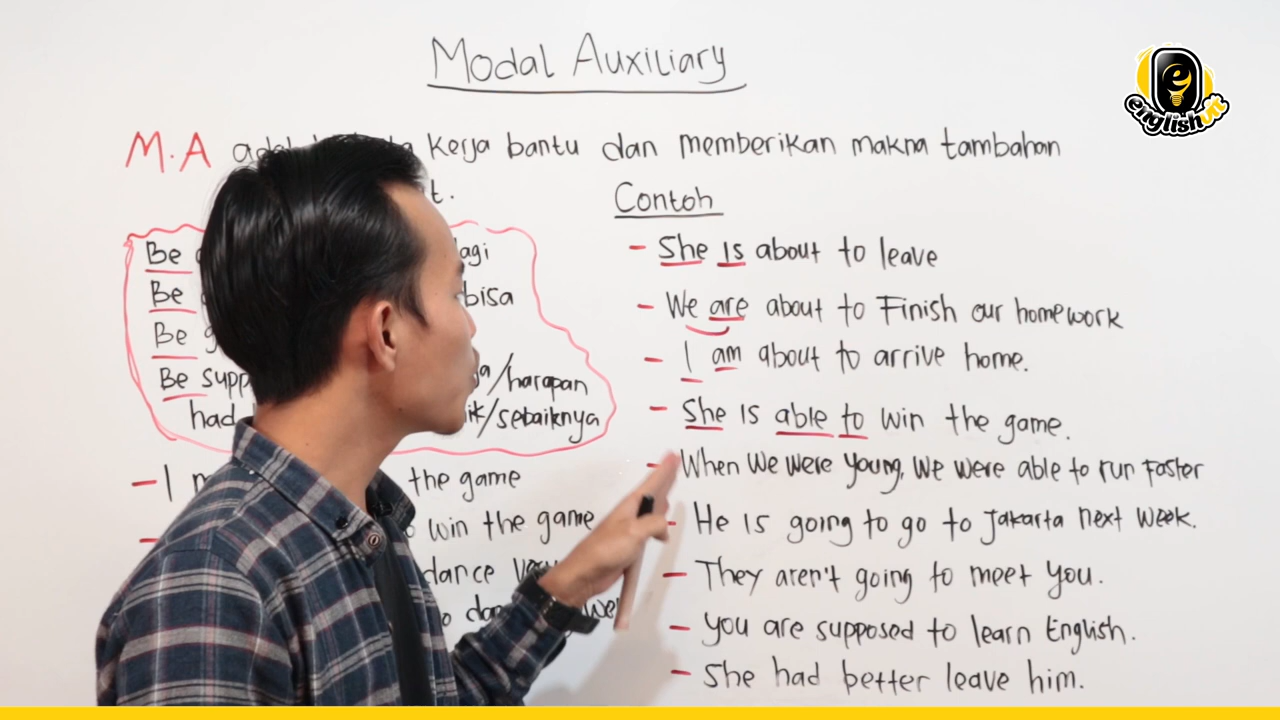 Modal Auxiliary
englishvit
M.A kerja bantu dan memberikan makna tambahan
Be
Be bisa
Be
Be /harapan
had /sebaiknya
- I the game
- win the game
dance
Contoh
- She is about to leave
- We are about to Finish our homework
- I am about to arrive home.
- She is able to win the game.
- When we were young, we were able to run Faster
- He is going to go to Jakarta next week.
- They aren't going to meet you.
- You are supposed to learn English.
- She had better leave him.